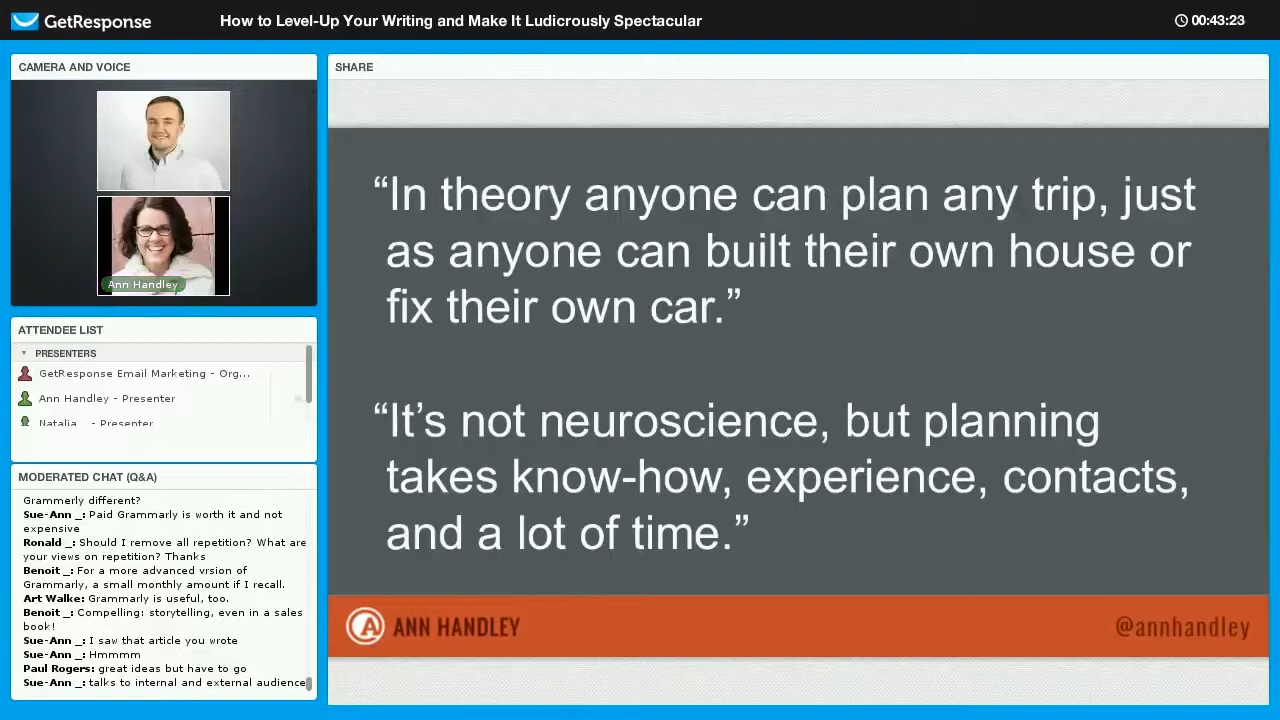 GetResponse
How to Level-Up Your Writing and Make It Ludicrously Spectacular
00:43:23
CAMERA AND VOICE
Ann Handley
ATTENDEE LIST
PRESENTERS
GetResponse Email Marketing - Org...
Ann Handley - Presenter
Natalia _ - Presenter
MODERATED CHAT (Q&A)
Grammerly different?
Sue-Ann _: Paid Grammarly is worth it and not
expensive
Ronald _: Should I remove all repetition? What are
your views on repetition? Thanks
Benoit _: For a more advanced vrsion of
Grammarly, a small monthly amount if I recall.
Art Walke: Grammarly is useful, too.
Benoit _: Compelling: storytelling, even in a sales
book!
Sue-Ann _: I saw that article you wrote
Sue-Ann _: Hmmmm
Paul Rogers: great ideas but have to go
Sue-Ann _: talks to internal and external audience
SHARE
“In theory anyone can plan any trip, just
as anyone can built their own house or
fix their own car.”
“It’s not neuroscience, but planning
takes know-how, experience, contacts,
and a lot of time.”
A ANN HANDLEY
@annhandley